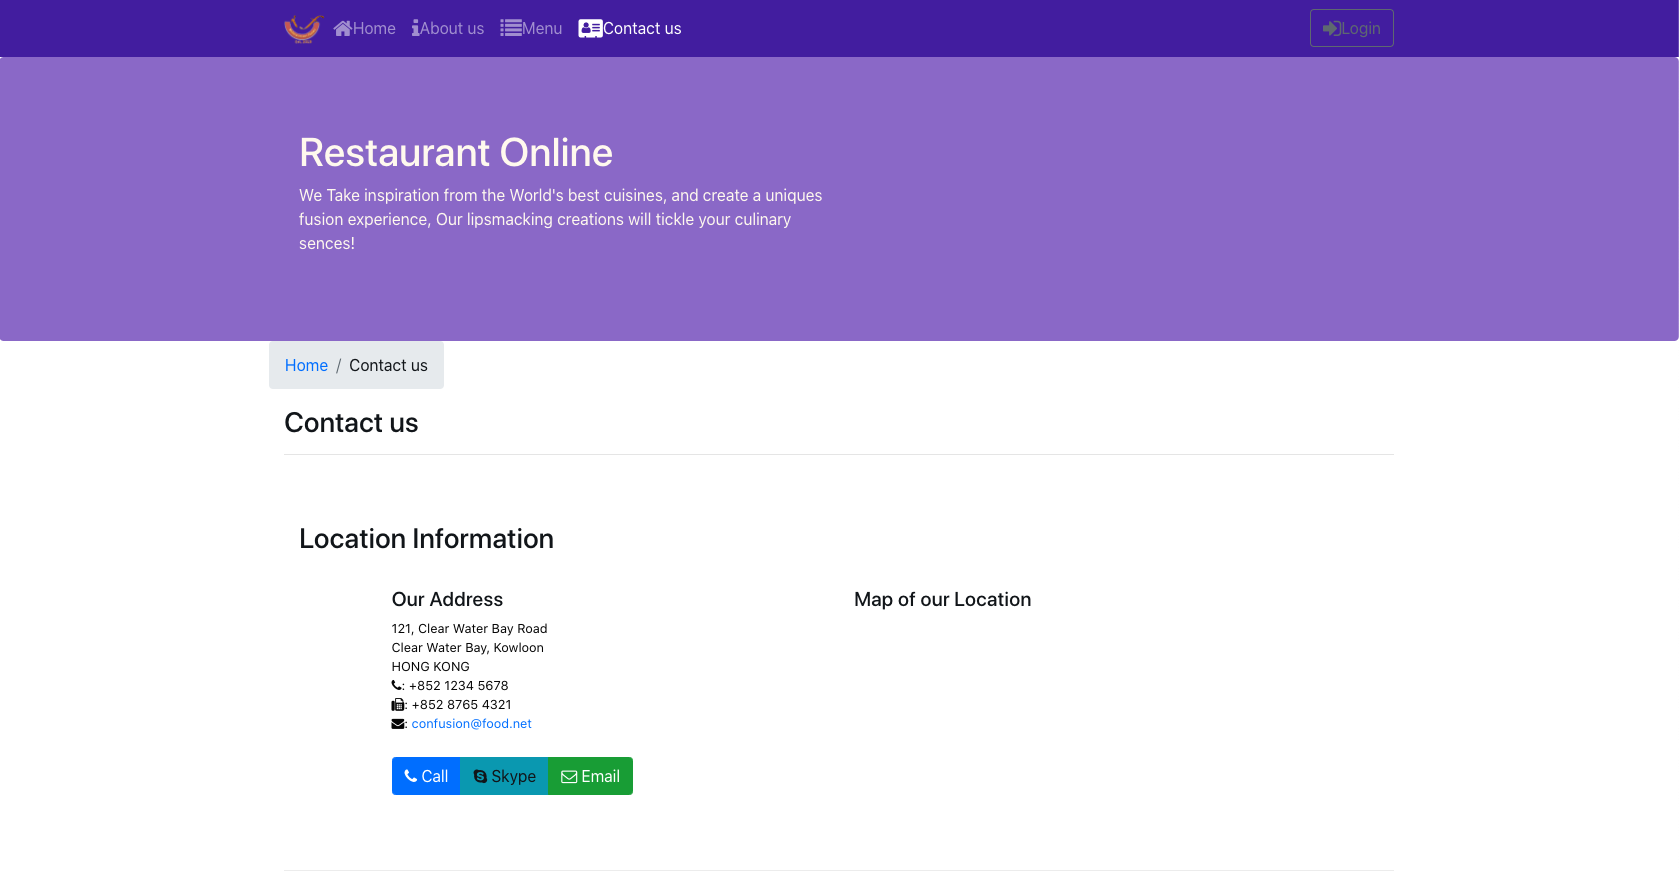 Home About us Menu Contact us Login
Restaurant Online
We Take inspiration from the World's best cuisines, and create a uniques
fusion experience, Our lipsmacking creations will tickle your culinary
sences!
Home / Contact us
Contact us
Location Information
Our Address
121, Clear Water Bay Road
Clear Water Bay, Kowloon
HONG KONG
: +852 1234 5678
: +852 8765 4321
: confusion@food.net
Call Skype Email
Map of our Location